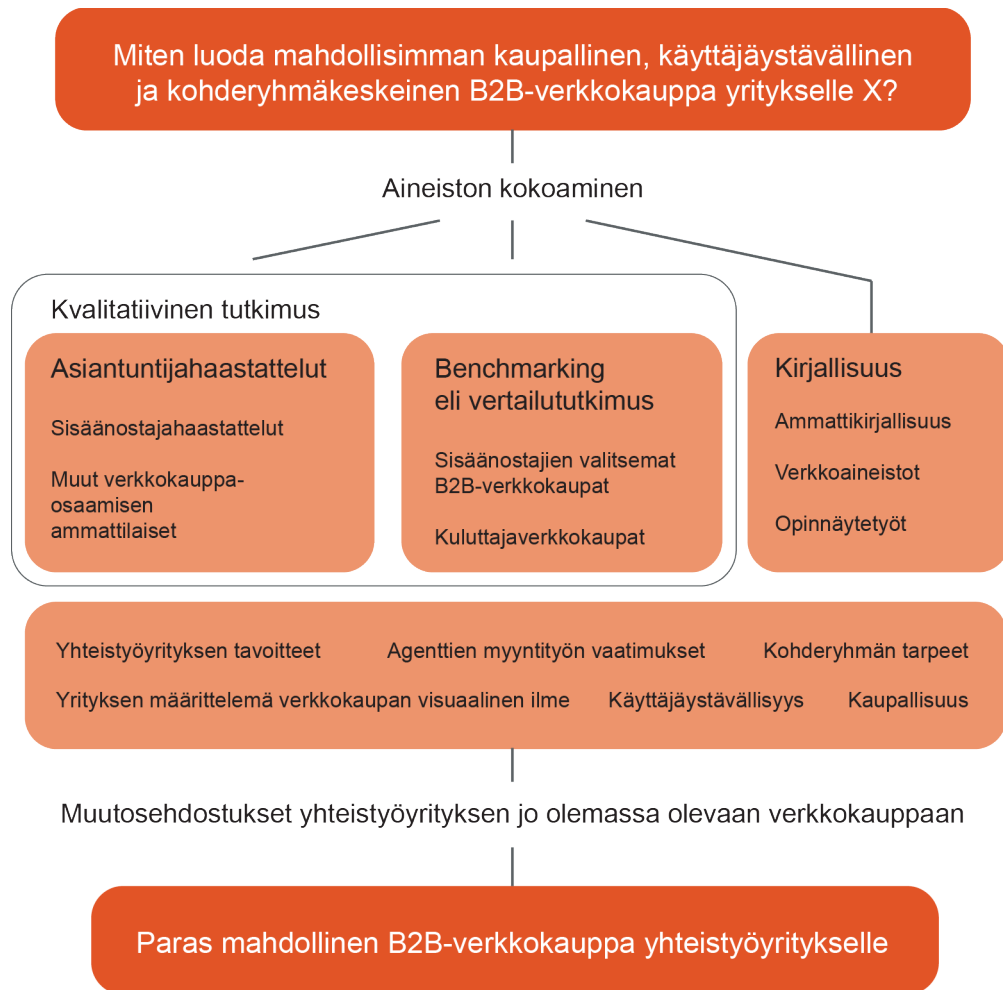 Miten luoda mahdollisimman kaupallinen, käyttäjäystävällinen
ja kohderyhmäkeskeinen B2B-verkkokauppa yritykselle X?
Aineiston kokoaminen
Kvalitatiivinen tutkimus
Asiantuntijahaastattelut
Sisäänostajahaastattelut
Muut verkkokauppa-
osaamisen
ammattilaiset
Benchmarking
eli vertailututkimus
Sisäänostajien valitsemat
B2B-verkkokaupat
Kuluttajaverkkokaupat
Kirjallisuus
Ammattikirjallisuus
Verkkoaineistot
Opinnäytetyöt
Yhteistyöyrityksen tavoitteet
Agenttien myyntityön vaatimukset
Kohderyhmän tarpeet
Yrityksen määrittelemä verkkokaupan visuaalinen ilme
Käyttäjäystävällisyys
Kaupallisuus
Muutosehdostukset yhteistyöyrityksen jo olemassa olevaan verkkokauppaan
Paras mahdollinen B2B-verkkokauppa yhteistyöyritykselle